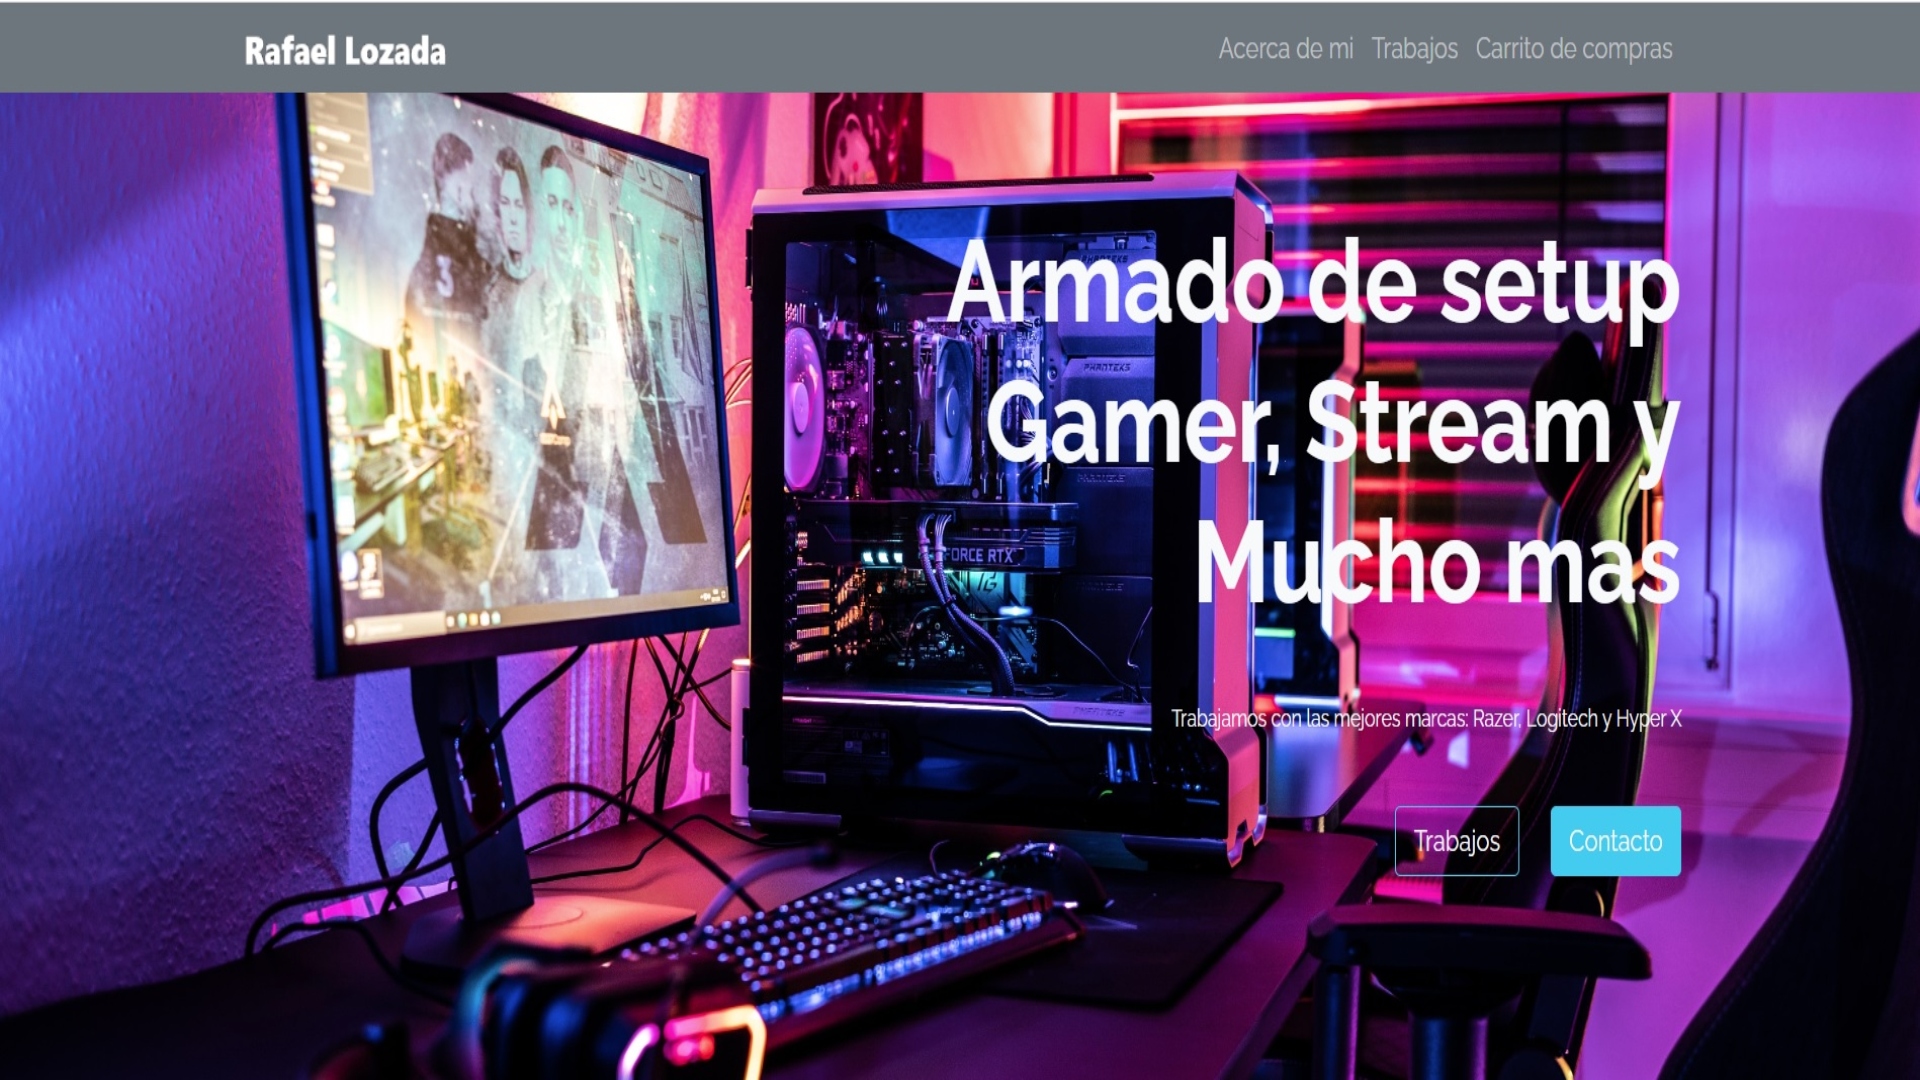 Rafael Lozada
Acerca de mi Trabajos Carrito de compras
Armado de setup
Gamer, Stream y
Mucho mas
PHANTEKS
FORCE RTX
Trabajamos con las mejores marcas: Razer, Logitech y Hyper X
Trabajos Contacto